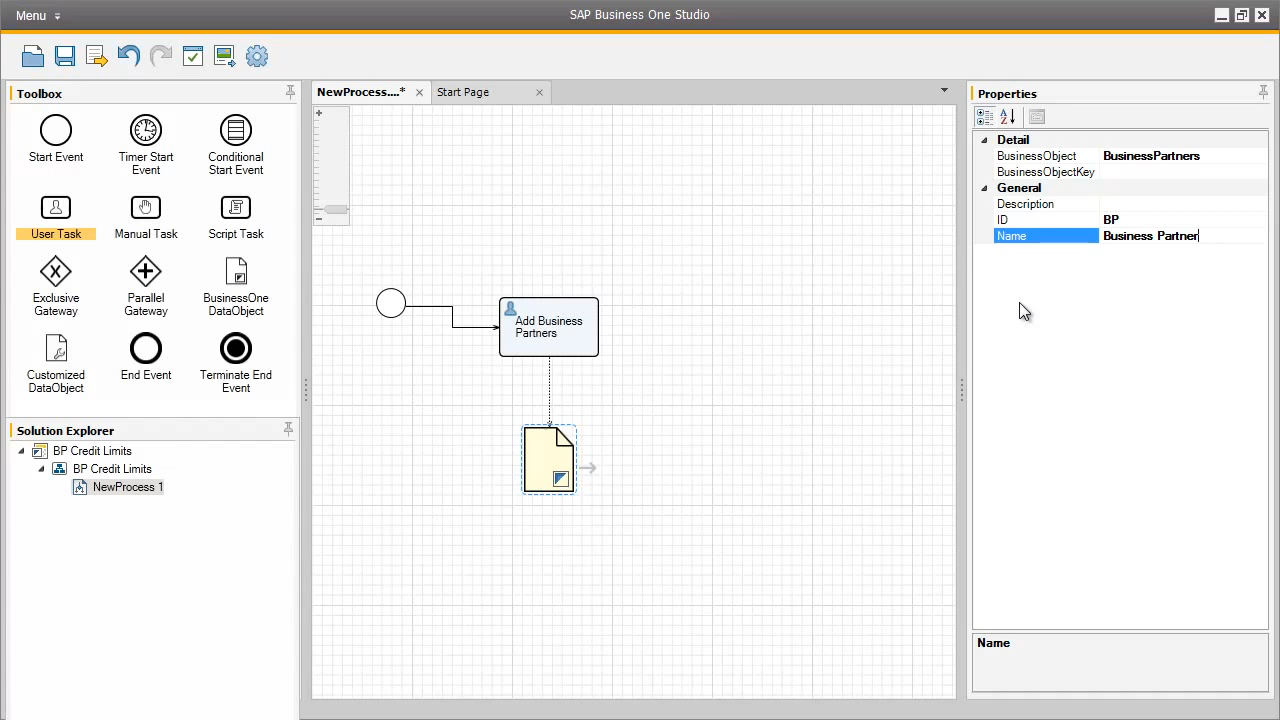 Menu
SAP Business One Studio
Toolbox
Start Event
Timer Start
Event
Conditional
Start Event
User Task
Manual Task
Script Task
Exclusive
Gateway
Parallel
Gateway
BusinessOne
DataObject
Customized
DataObject
End Event
Terminate End
Event
Solution Explorer
BP Credit Limits
BP Credit Limits
NewProcess 1
NewProcess....*
Start Page
Add Business
Partners
Properties
A
Z
Detail
BusinessObject BusinessPartners
BusinessObjectKey
General
Description
ID BP
Name Business Partner
Name